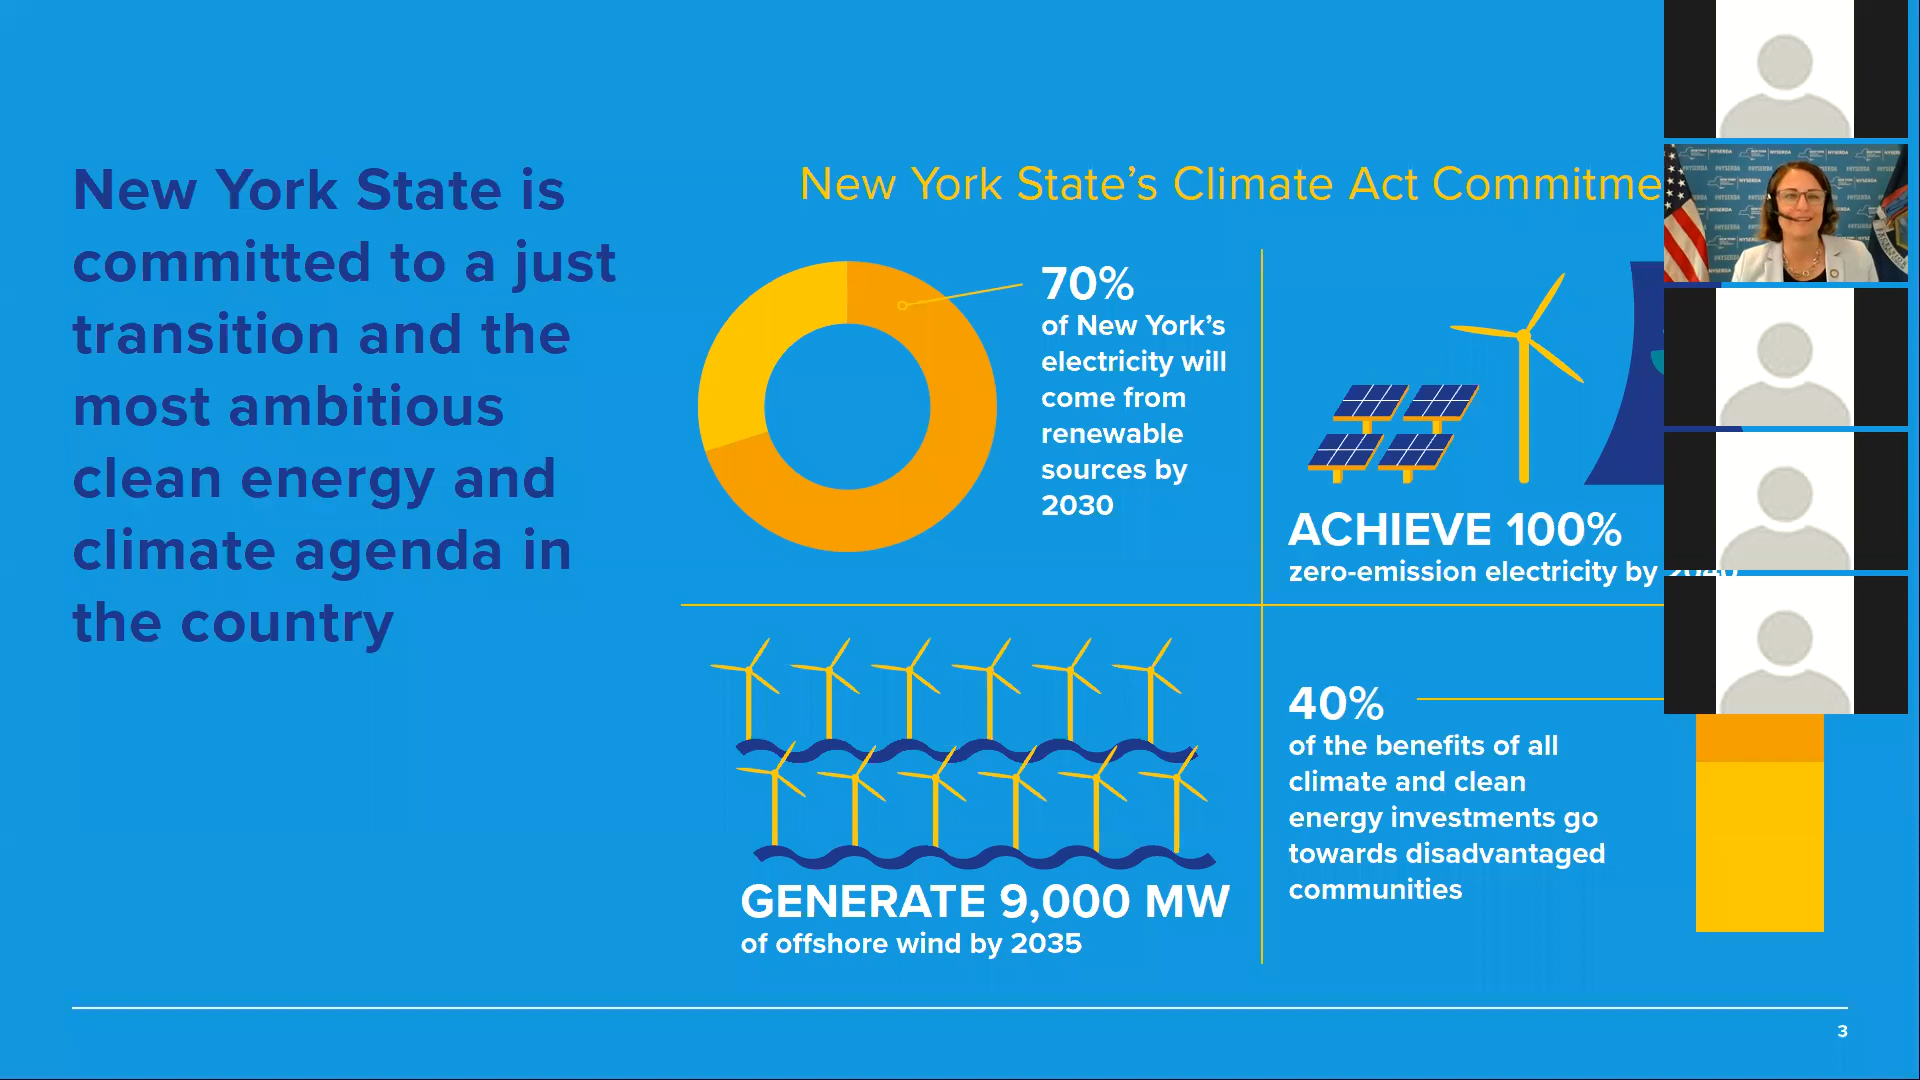 New York State is
committed to a just
transition and the
most ambitious
clean energy and
climate agenda in
the country
New York State’s Climate Act Commitme
70%
of New York’s
electricity will
come from
renewable
sources by
2030
ACHIEVE 100%
zero-emission electricity by
GENERATE 9,000 MW
of offshore wind by 2035
40%
of the benefits of all
climate and clean
energy investments go
towards disadvantaged
communities
3
NYSERDA
#NYSERDA